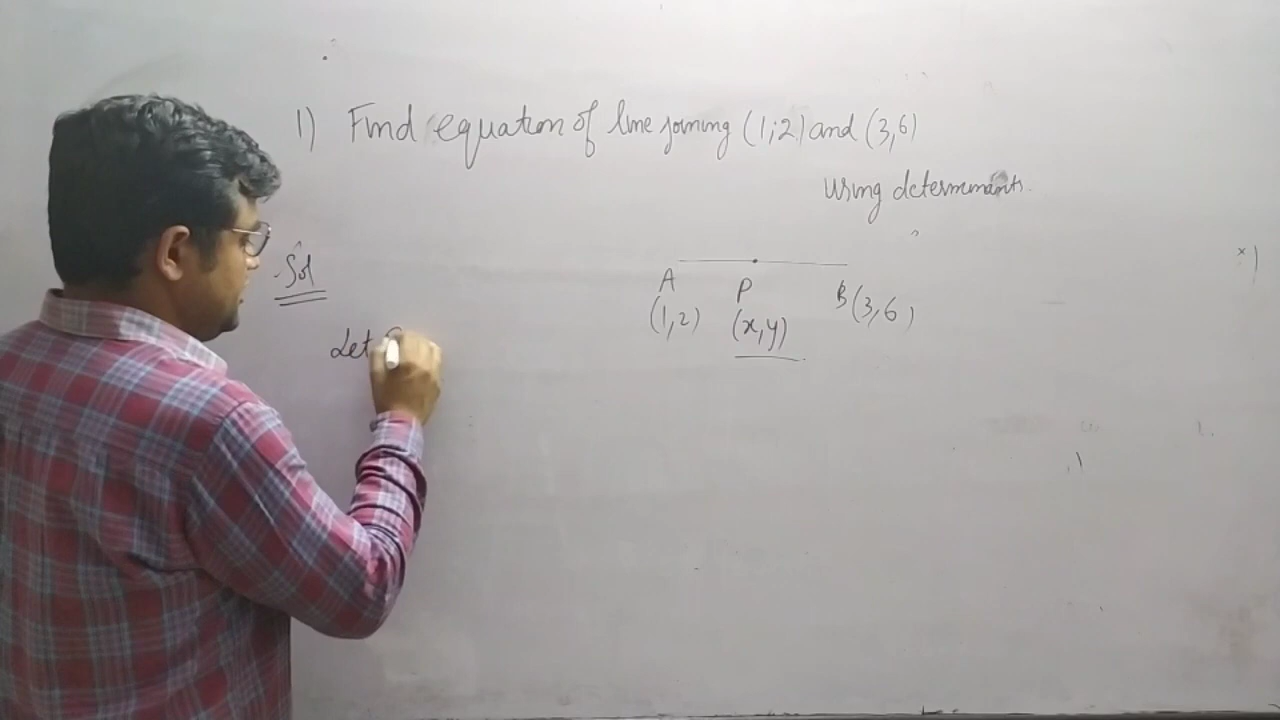 1) Find equation of line joining (1,2) and (3,6)
using determinants.
Sol
A P B(3,6)
(1,2) (x,y)
Let